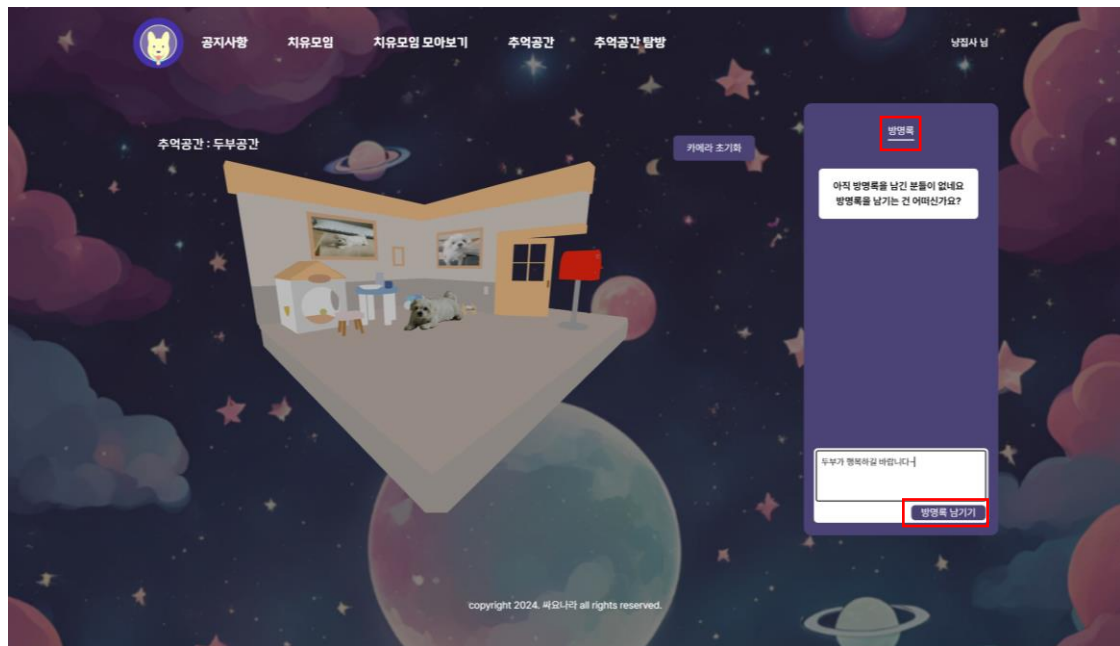 공지사항
치유모임
치유모임 모아보기
추억공간
추억공간 탐방
냥집사 님
추억공간 : 두부공간
카메라 초기화
방명록
아직 방명록을 남긴 분들이 없네요
방명록을 남기는 건 어떠신가요?
두부가 행복하길 바랍니다~
방명록 남기기
copyright 2024. 싸요나라 all rights reserved.